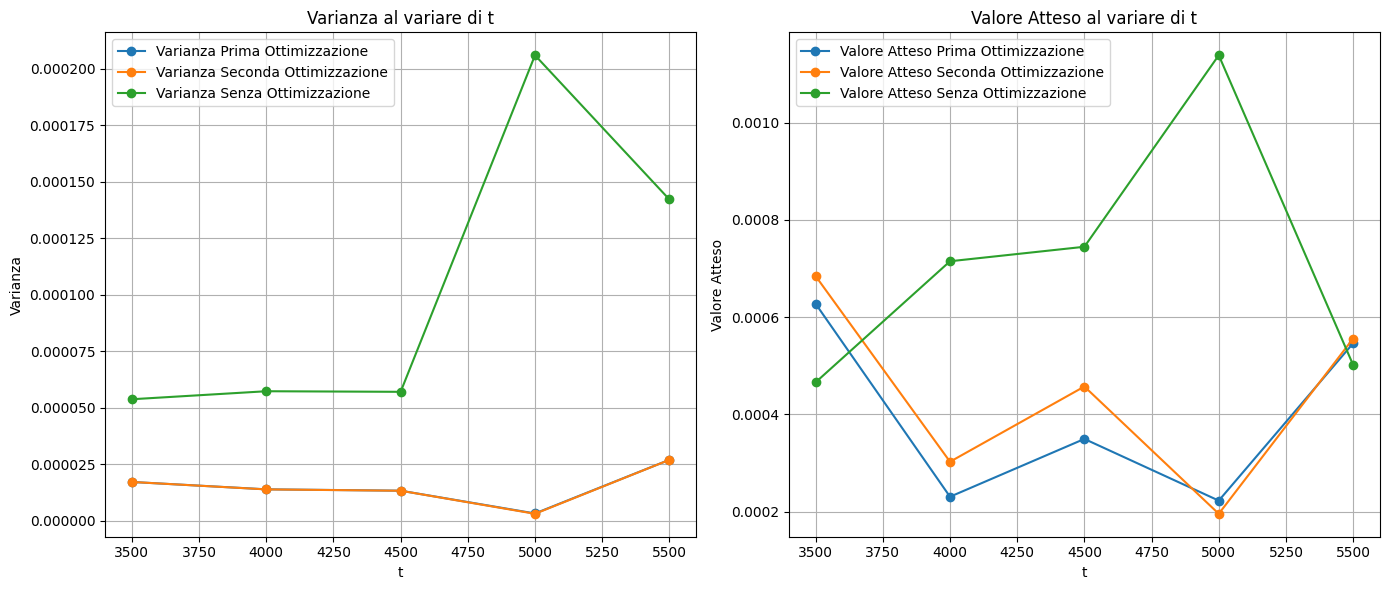 Varianza al variare di t
Varianza Prima Ottimizzazione
Varianza Seconda Ottimizzazione
Varianza Senza Ottimizzazione
0.000200
0.000175
0.000150
0.000125
0.000100
0.000075
0.000050
0.000025
0.000000
Varianza
3500 3750 4000 4250 4500 4750 5000 5250 5500
t
Valore Atteso al variare di t
Valore Atteso Prima Ottimizzazione
Valore Atteso Seconda Ottimizzazione
Valore Atteso Senza Ottimizzazione
0.0010
0.0008
0.0006
0.0004
0.0002
Valore Atteso
3500 3750 4000 4250 4500 4750 5000 5250 5500
t